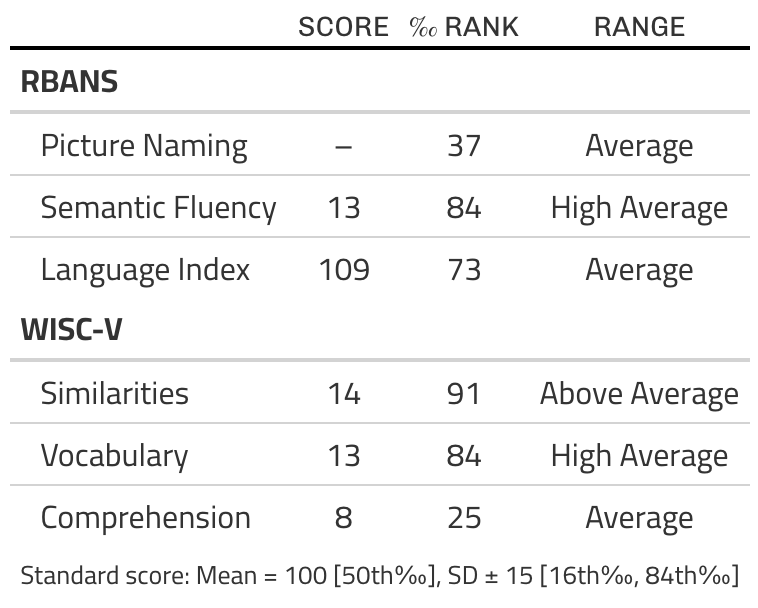 SCORE ‰ RANK RANGE
RBANS
Picture Naming – 37 Average
Semantic Fluency 13 84 High Average
Language Index 109 73 Average
WISC-V
Similarities 14 91 Above Average
Vocabulary 13 84 High Average
Comprehension 8 25 Average
Standard score: Mean = 100 [50th‰], SD ± 15 [16th‰, 84th‰]